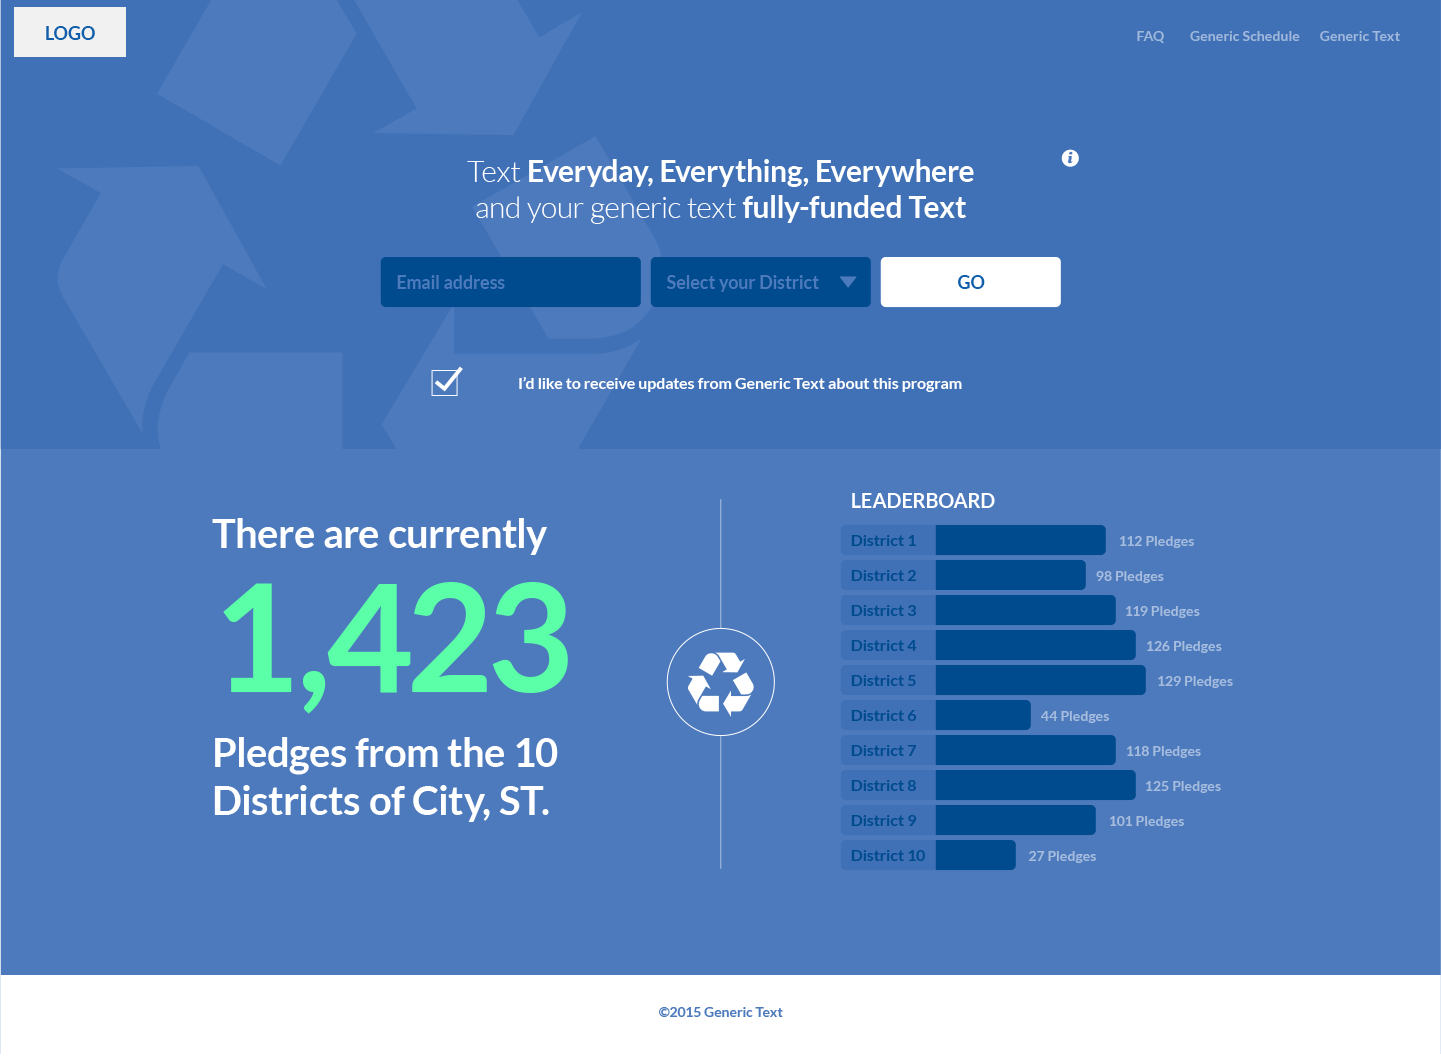 LOGO
FAQ Generic Schedule Generic Text
Text Everyday, Everything, Everywhere
and your generic text fully-funded Text
Email address
Select your District
GO
I'd like to receive updates from Generic Text about this program
There are currently
1,423
Pledges from the 10
Districts of City, ST.
LEADERBOARD
District 1 112 Pledges
District 2 98 Pledges
District 3 119 Pledges
District 4 126 Pledges
District 5 129 Pledges
District 6 44 Pledges
District 7 118 Pledges
District 8 125 Pledges
District 9 101 Pledges
District 10 27 Pledges
©2015 Generic Text